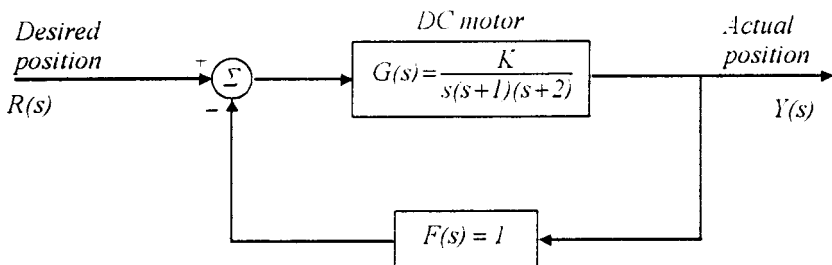 Desired
position
R(s)
+
Σ
−
DC motor
G(s) = K / s(s+1)(s+2)
Actual
position
Y(s)
F(s) = 1